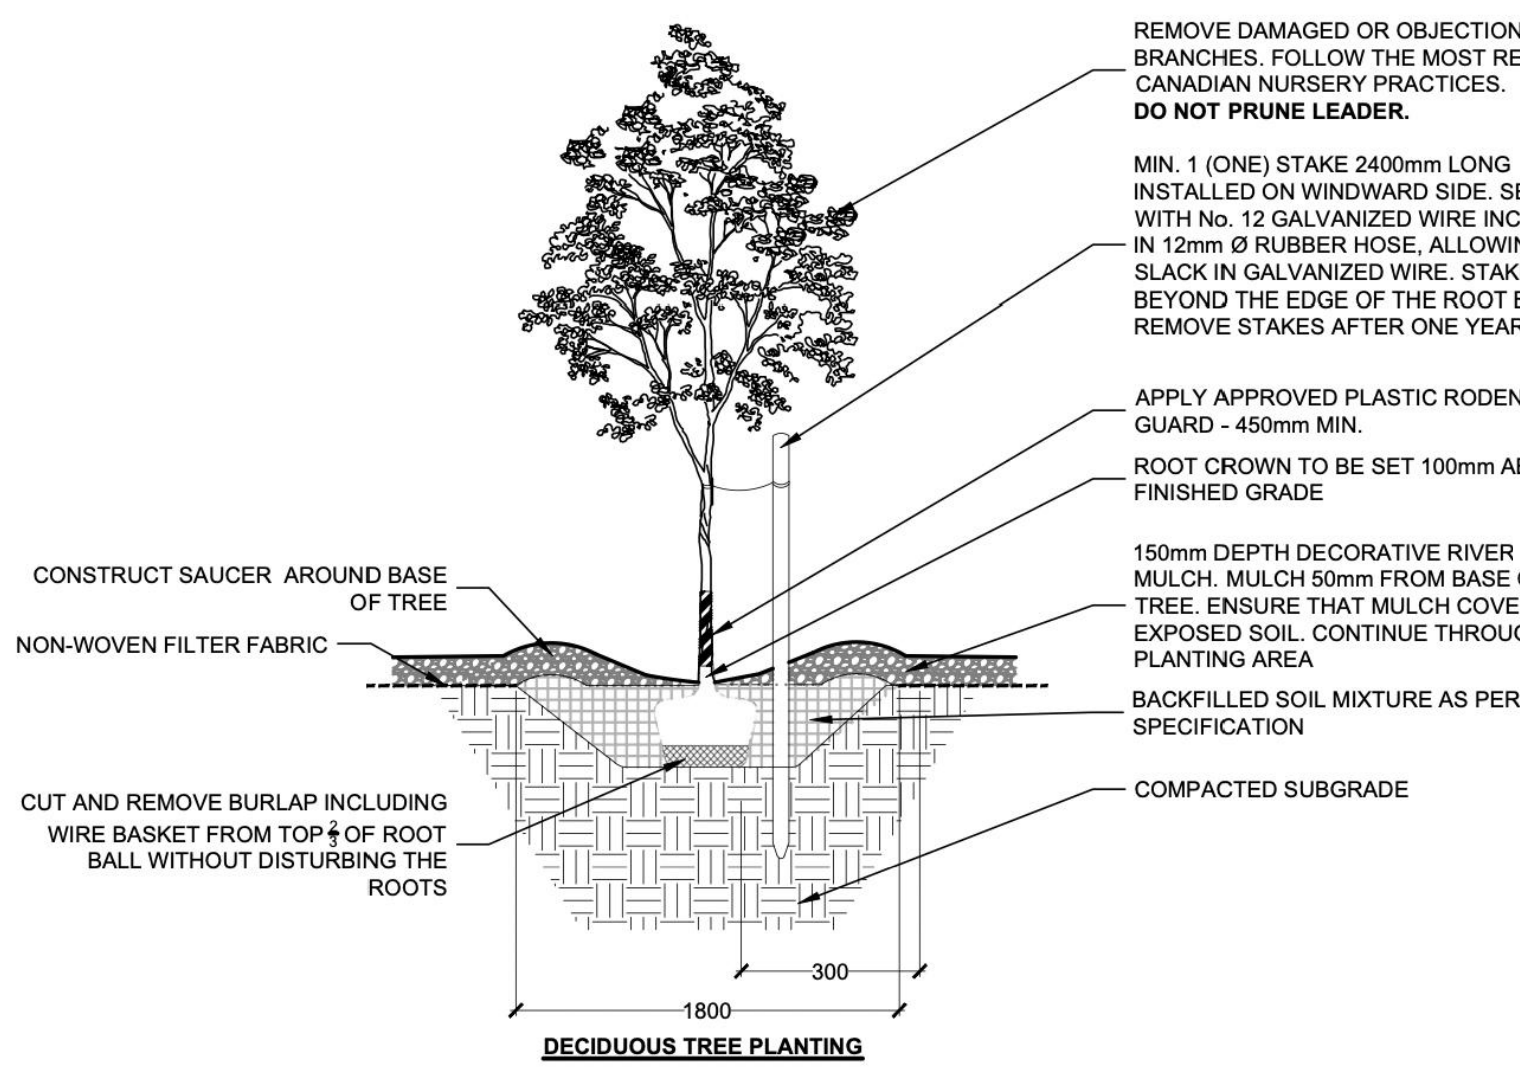 REMOVE DAMAGED OR OBJECTION
BRANCHES. FOLLOW THE MOST RE
CANADIAN NURSERY PRACTICES.
DO NOT PRUNE LEADER.
MIN. 1 (ONE) STAKE 2400mm LONG
INSTALLED ON WINDWARD SIDE. SE
WITH No. 12 GALVANIZED WIRE INC
IN 12mm Ø RUBBER HOSE, ALLOWIN
SLACK IN GALVANIZED WIRE. STAK
BEYOND THE EDGE OF THE ROOT B
REMOVE STAKES AFTER ONE YEAR
APPLY APPROVED PLASTIC RODEN
GUARD - 450mm MIN.
ROOT CROWN TO BE SET 100mm AB
FINISHED GRADE
150mm DEPTH DECORATIVE RIVER
MULCH. MULCH 50mm FROM BASE O
TREE. ENSURE THAT MULCH COVE
EXPOSED SOIL. CONTINUE THROUG
PLANTING AREA
BACKFILLED SOIL MIXTURE AS PER
SPECIFICATION
COMPACTED SUBGRADE
CONSTRUCT SAUCER AROUND BASE
OF TREE
NON-WOVEN FILTER FABRIC
CUT AND REMOVE BURLAP INCLUDING
WIRE BASKET FROM TOP 2/3 OF ROOT
BALL WITHOUT DISTURBING THE
ROOTS
300
1800
DECIDUOUS TREE PLANTING